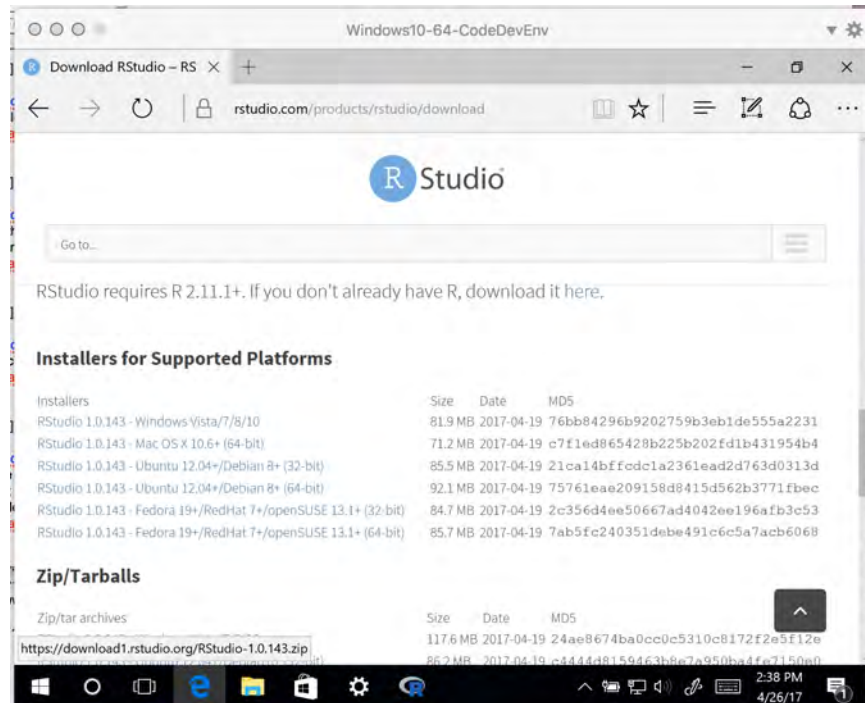 Windows10-64-CodeDevEnv
Download RStudio – RS
rstudio.com/products/rstudio/download
R Studio
Go to...
RStudio requires R 2.11.1+. If you don't already have R, download it here.
Installers for Supported Platforms
Installers Size Date MD5
RStudio 1.0.143 - Windows Vista/7/8/10 81.9 MB 2017-04-19 76bb84296b9202759b3eb1de555a2231
RStudio 1.0.143 - Mac OS X 10.6+ (64-bit) 71.2 MB 2017-04-19 c7f1ed865428b225b202fd1b431954b4
RStudio 1.0.143 - Ubuntu 12.04+/Debian 8+ (32-bit) 85.5 MB 2017-04-19 21ca14bffcdc1a2361ead2d763d0313d
RStudio 1.0.143 - Ubuntu 12.04+/Debian 8+ (64-bit) 92.1 MB 2017-04-19 75761eae209158d8415d562b3771fbec
RStudio 1.0.143 - Fedora 19+/RedHat 7+/openSUSE 13.1+ (32-bit) 84.7 MB 2017-04-19 2c356d4ee50667ad4042ee196afb3c53
RStudio 1.0.143 - Fedora 19+/RedHat 7+/openSUSE 13.1+ (64-bit) 85.7 MB 2017-04-19 7ab5fc240351debe491c6c5a7acb6068
Zip/Tarballs
Zip/tar archives Size Date MD5
117.6 MB 2017-04-19 24ae8674ba0cc0c5310c8172f2e5f12e
https://download1.rstudio.org/RStudio-1.0.143.zip
86.2 MB 2017-04-19 c4444d8159463b8e7a950ba4fe7150e0
2:38 PM
4/26/17